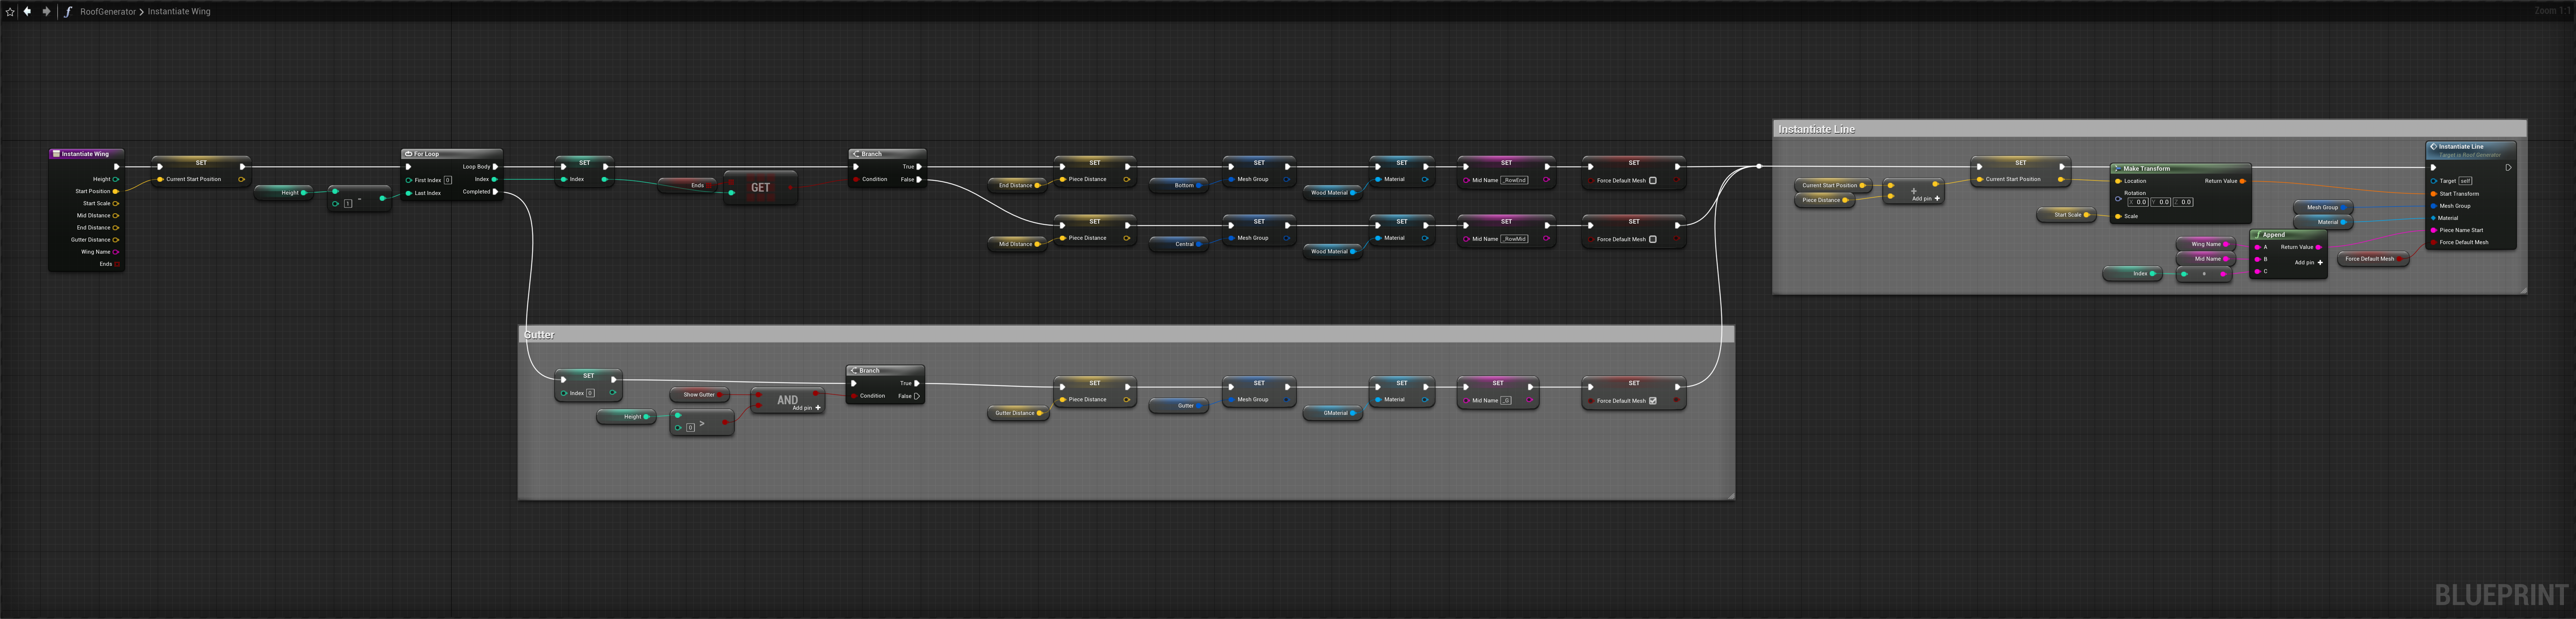 RoofGenerator > Instantiate Wing
Zoom 1:1
Instantiate Wing
Height
Start Position
Start Scale
Mid Distance
End Distance
Gutter Distance
Wing Name
Ends
SET
Current Start Position
Height
1
-
For Loop
First Index 0
Last Index
Loop Body
Index
Completed
SET
Index
Ends
GET
Branch
Condition
True
False
End Distance
SET
Piece Distance
Bottom
SET
Mesh Group
Wood Material
SET
Material
SET
Mid Name _RowEnd
SET
Force Default Mesh
Mid Distance
SET
Piece Distance
Central
SET
Mesh Group
Wood Material
SET
Material
SET
Mid Name _RowMid
SET
Force Default Mesh
Gutter
SET
Index 0
Height
Show Gutter
0
>
AND
Add pin +
Branch
Condition
True
False
Gutter Distance
SET
Piece Distance
Gutter
SET
Mesh Group
GMaterial
SET
Material
SET
Mid Name _G
SET
Force Default Mesh
Instantiate Line
Current Start Position
Piece Distance
+
Add pin +
SET
Current Start Position
Start Scale
Make Transform
Location
Rotation
X 0.0 Y 0.0 Z 0.0
Scale
Return Value
Wing Name
Mid Name
Index
Append
A
B
C
Return Value
Add pin +
Mesh Group
Material
Force Default Mesh
Instantiate Line
Target is Roof Generator
Target self
Start Transform
Mesh Group
Material
Piece Name Start
Force Default Mesh
BLUEPRINT